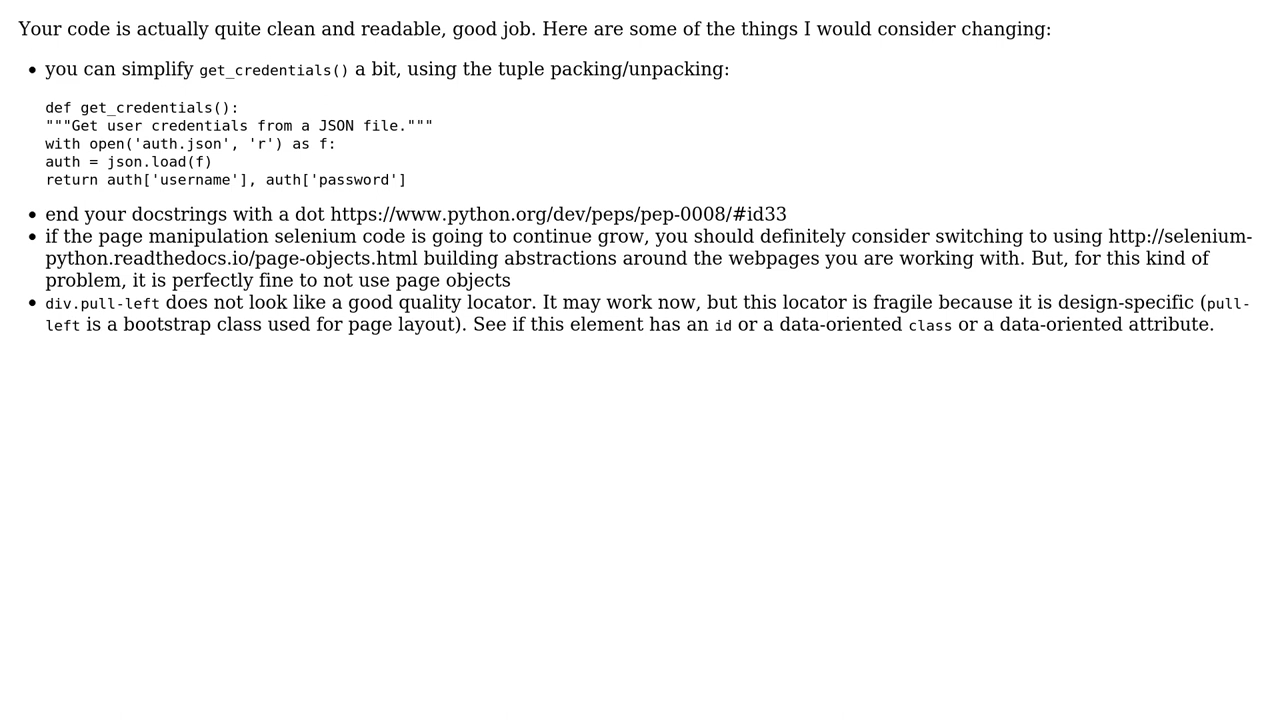 Your code is actually quite clean and readable, good job. Here are some of the things I would consider changing:
• you can simplify get_credentials() a bit, using the tuple packing/unpacking:
def get_credentials():
"""Get user credentials from a JSON file."""
with open('auth.json', 'r') as f:
auth = json.load(f)
return auth['username'], auth['password']
• end your docstrings with a dot https://www.python.org/dev/peps/pep-0008/#id33
• if the page manipulation selenium code is going to continue grow, you should definitely consider switching to using http://selenium-
python.readthedocs.io/page-objects.html building abstractions around the webpages you are working with. But, for this kind of
problem, it is perfectly fine to not use page objects
• div.pull-left does not look like a good quality locator. It may work now, but this locator is fragile because it is design-specific (pull-
left is a bootstrap class used for page layout). See if this element has an id or a data-oriented class or a data-oriented attribute.